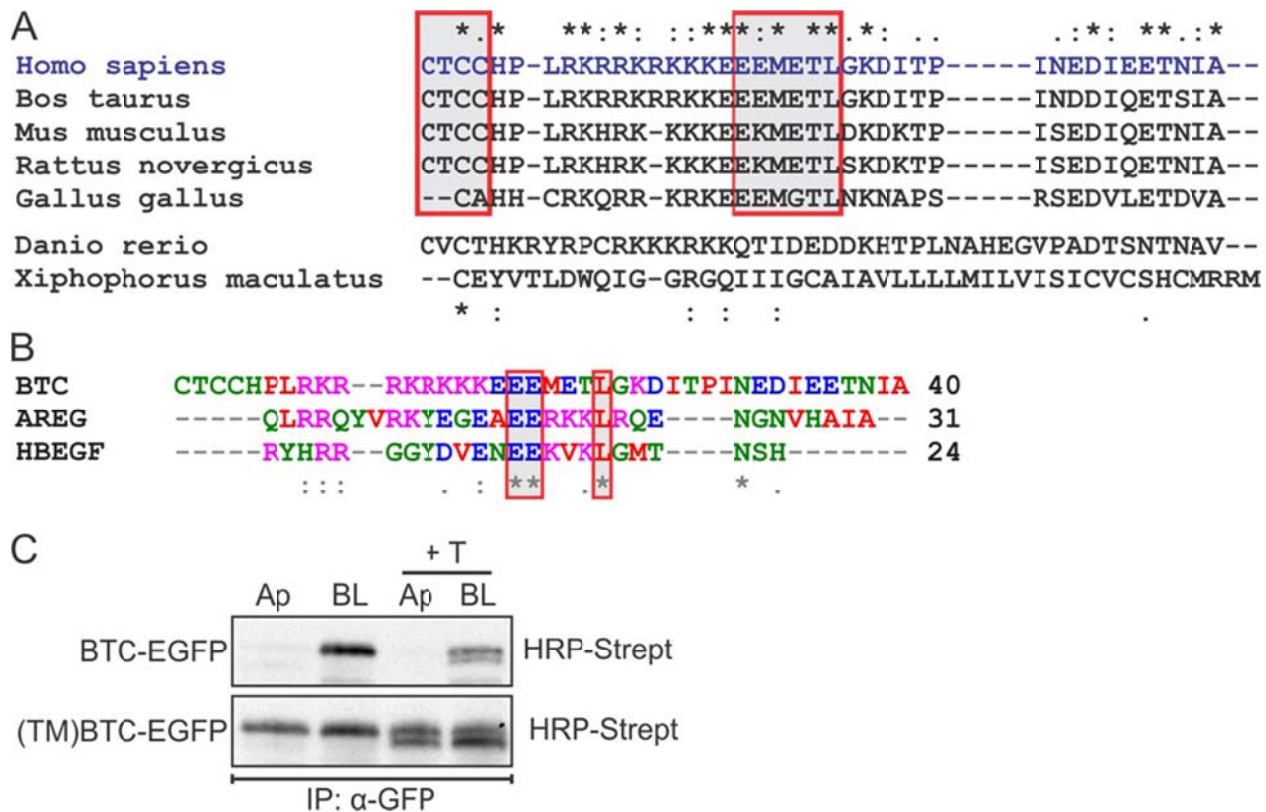 A
*.* **::* ::***:* ** .* .. .:** .:*
Homo sapiens CTCCHP-LRKRRKRKKKEEEMETLGKDITP-----INEDIEETNIA--
Bos taurus CTCCHP-LRKRRKRRKKEEEMETLGKDITP-----INDDIQETSIA--
Mus musculus CTCCHP-LRKHRK-KKKEEKMETLDKDKTP-----ISEDIQETNIA--
Rattus novergicus CTCCHP-LRKHRK-KKKEEKMETLSKDKTP-----ISEDIQETNIA--
Gallus gallus --CAHH-CRKQRR-KRKEEEMGTLNKNAPS-----RSEDVLETDVA--
Danio rerio CVCTHKRYRPCRKKKRKKQTIDEDDKHTPLNAHEGVPADTSNTNAV--
Xiphophorus maculatus --CEYVTLDWQIG-GRGQIIIGCAIAVLLLLMILVISICVCSHCMRRM
* : : : : .
B
BTC CTCCHPLRKR--RKRKKKEEEMETLGKDITPINEDIEETNIA 40
AREG ----QLRRQYVRKYEGEAEERKKLRQE----NGNVHAIA-- 31
HBEGF ----RYHRR--GGYDVENEEKVKLGMT----NSH------- 24
::: . : ** .* * .
C
+ T
Ap BL Ap BL
BTC-EGFP HRP-Strept
(TM)BTC-EGFP HRP-Strept
IP: α-GFP